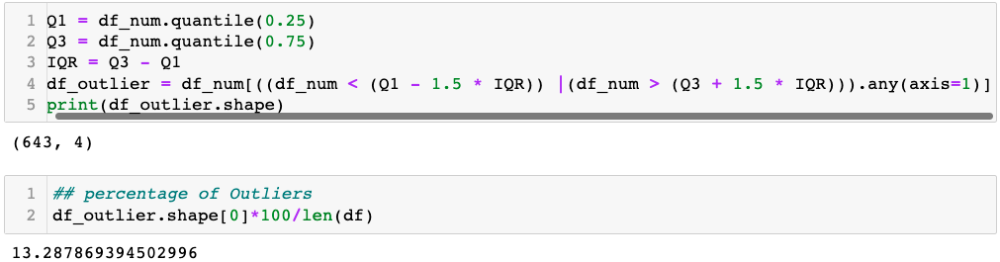 1 Q1 = df_num.quantile(0.25)
2 Q3 = df_num.quantile(0.75)
3 IQR = Q3 - Q1
4 df_outlier = df_num[((df_num < (Q1 - 1.5 * IQR)) |(df_num > (Q3 + 1.5 * IQR))).any(axis=1)]
5 print(df_outlier.shape)
(643, 4)
1 ## percentage of Outliers
2 df_outlier.shape[0]*100/len(df)
13.287869394502996